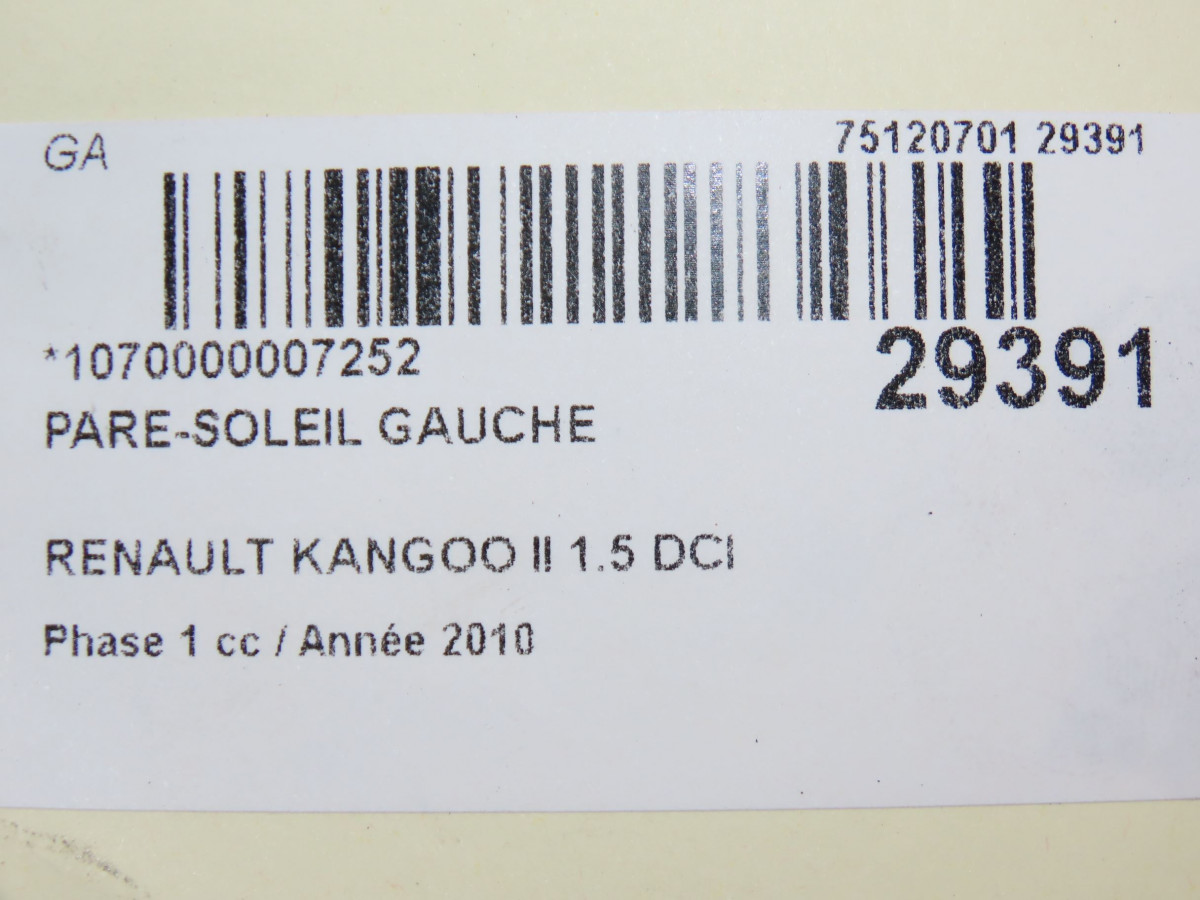 GA
75120701 29391
*1070000007252
29391
PARE-SOLEIL GAUCHE
RENAULT KANGOO II 1.5 DCI
Phase 1 cc / Année 2010